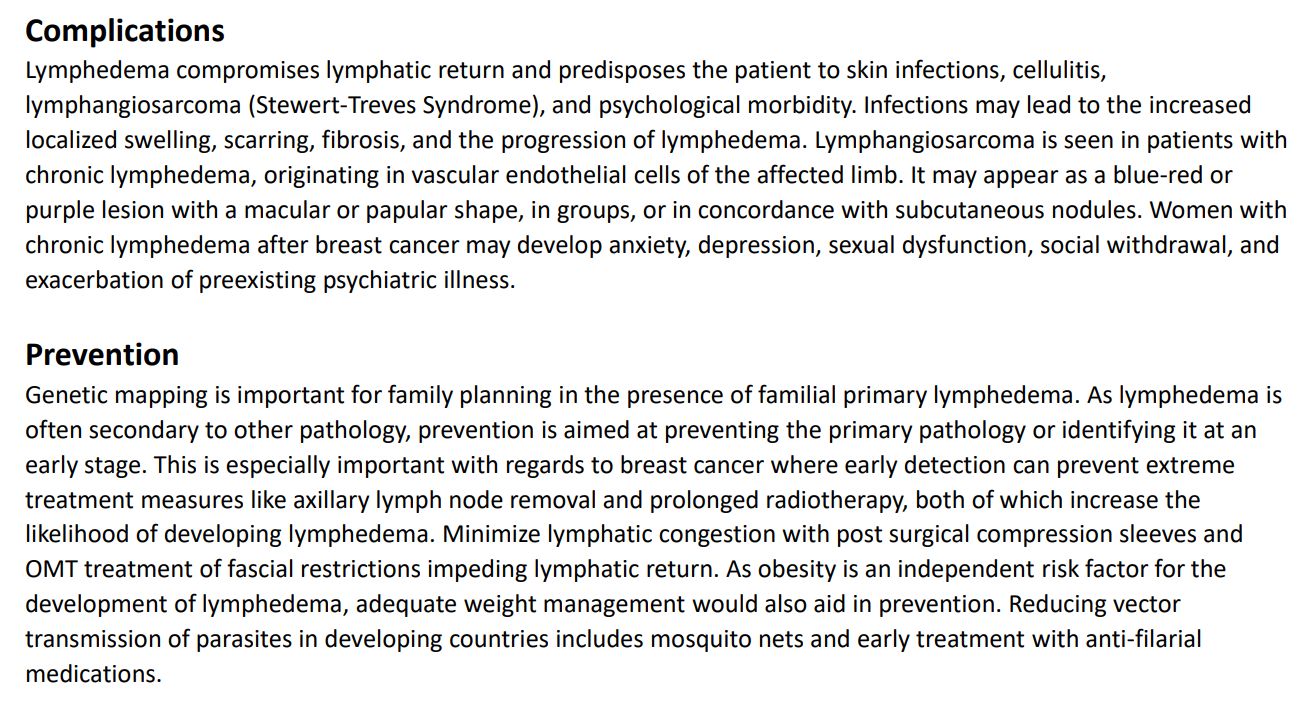 Complications
Lymphedema compromises lymphatic return and predisposes the patient to skin infections, cellulitis,
lymphangiosarcoma (Stewert-Treves Syndrome), and psychological morbidity. Infections may lead to the increased
localized swelling, scarring, fibrosis, and the progression of lymphedema. Lymphangiosarcoma is seen in patients with
chronic lymphedema, originating in vascular endothelial cells of the affected limb. It may appear as a blue-red or
purple lesion with a macular or papular shape, in groups, or in concordance with subcutaneous nodules. Women with
chronic lymphedema after breast cancer may develop anxiety, depression, sexual dysfunction, social withdrawal, and
exacerbation of preexisting psychiatric illness.
Prevention
Genetic mapping is important for family planning in the presence of familial primary lymphedema. As lymphedema is
often secondary to other pathology, prevention is aimed at preventing the primary pathology or identifying it at an
early stage. This is especially important with regards to breast cancer where early detection can prevent extreme
treatment measures like axillary lymph node removal and prolonged radiotherapy, both of which increase the
likelihood of developing lymphedema. Minimize lymphatic congestion with post surgical compression sleeves and
OMT treatment of fascial restrictions impeding lymphatic return. As obesity is an independent risk factor for the
development of lymphedema, adequate weight management would also aid in prevention. Reducing vector
transmission of parasites in developing countries includes mosquito nets and early treatment with anti-filarial
medications.